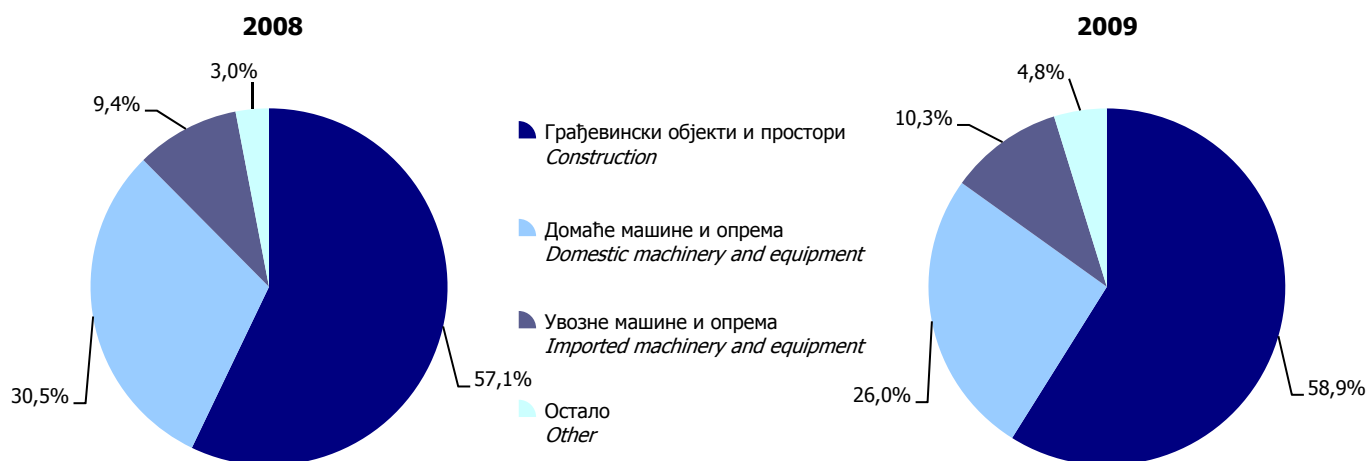 2008
3,0%
9,4%
30,5%
57,1%
Грађевински објекти и простори
Construction
Домаће машине и опрема
Domestic machinery and equipment
Увозне машине и опрема
Imported machinery and equipment
Остало
Other
2009
4,8%
10,3%
26,0%
58,9%